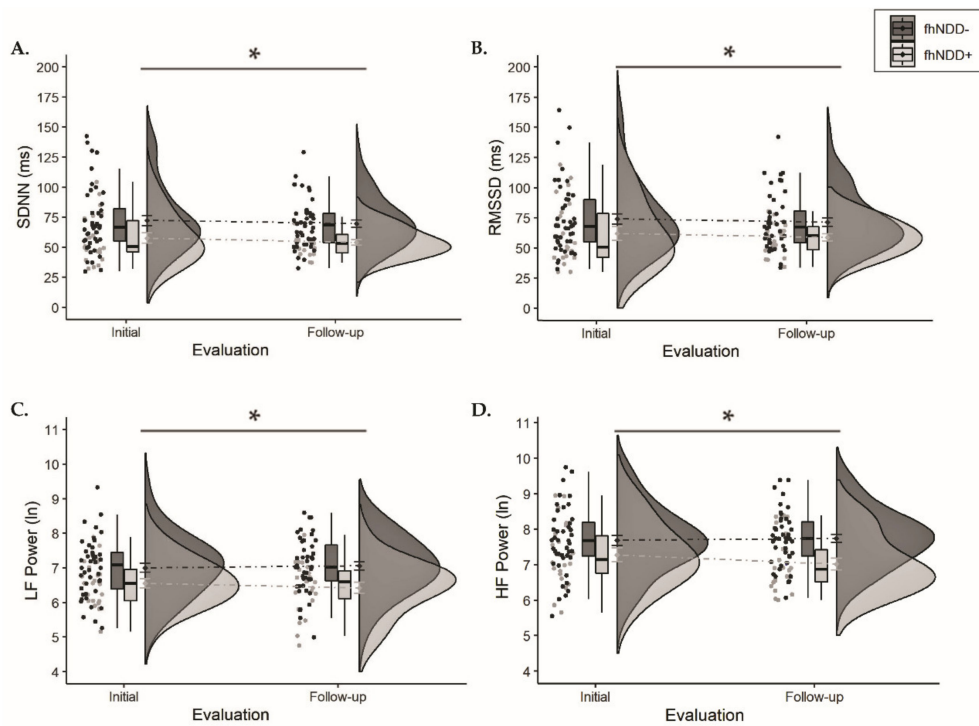 fhNDD-
fhNDD+
A.
*
SDNN (ms)
200
175
150
125
100
75
50
25
0
Initial
Follow-up
Evaluation
B.
*
RMSSD (ms)
200
175
150
125
100
75
50
25
0
Initial
Follow-up
Evaluation
C.
*
LF Power (ln)
11
10
9
8
7
6
5
4
Initial
Follow-up
Evaluation
D.
*
HF Power (ln)
11
10
9
8
7
6
5
4
Initial
Follow-up
Evaluation